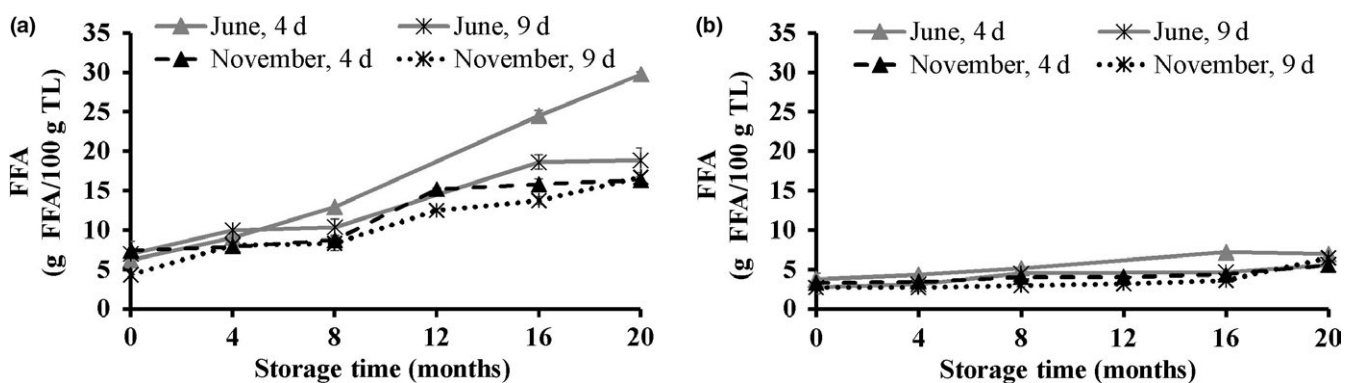 (a)
June, 4 d
June, 9 d
November, 4 d
November, 9 d
FFA
(g FFA/100 g TL)
35
30
25
20
15
10
5
0
0 4 8 12 16 20
Storage time (months)
(b)
June, 4 d
June, 9 d
November, 4 d
November, 9 d
FFA
(g FFA/100 g TL)
35
30
25
20
15
10
5
0
0 4 8 12 16 20
Storage time (months)